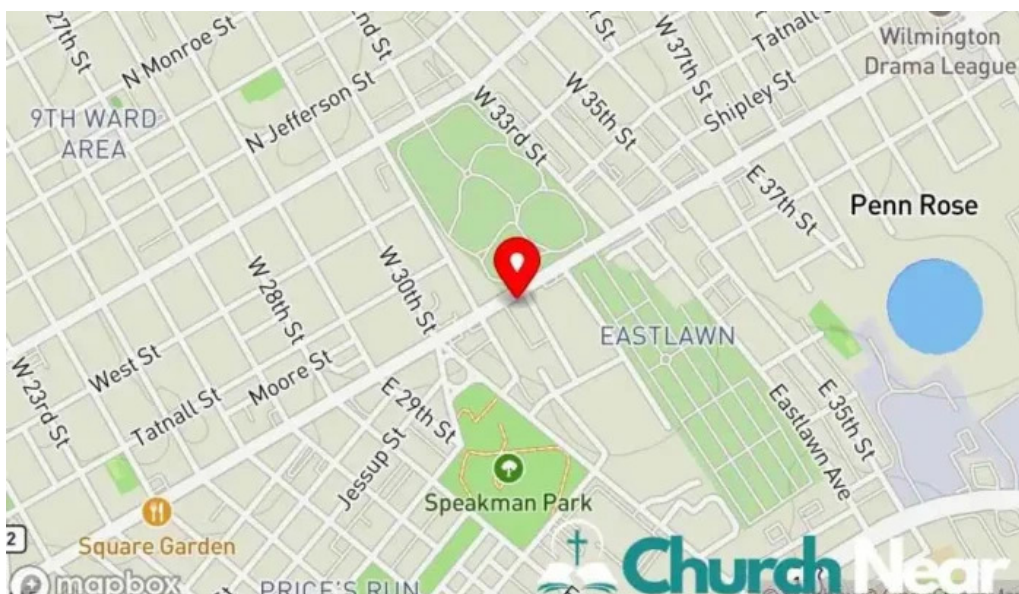 27th St
N Monroe St
Tatnall
Wilmington
Drama League
W 37th St
Shipley St
9TH WARD
AREA
N Jefferson St
W 33rd St
W 35th St
E 37th St
Penn Rose
W 30th St
W 28th St
EASTLAWN
West St
Moore St
W 23rd St
Tatnall St
E 29th St
Jessup St
Eastlawn Ave
E 35th St
Speakman Park
2
Square Garden
Church Near
mapbox
PRICE'S RUN